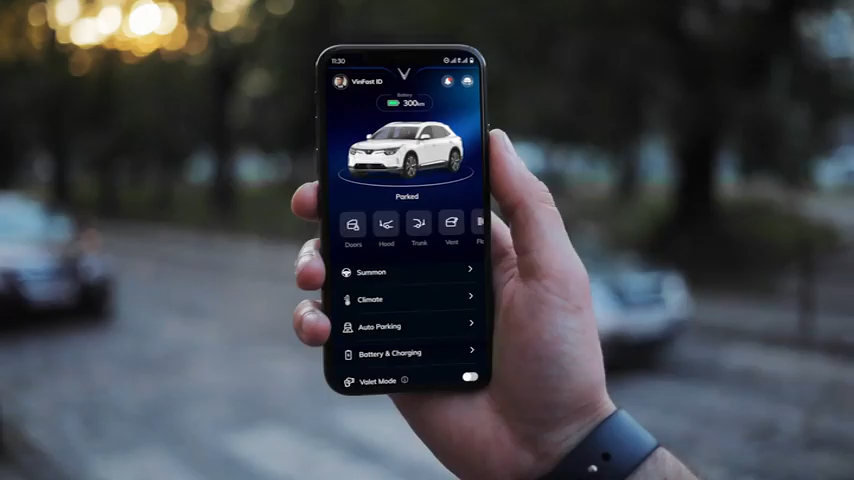 11:30
VinFast ID
Battery
300km
Parked
Doors Hood Trunk Vent
Summon
Climate
Auto Parking
Battery & Charging
Valet Mode